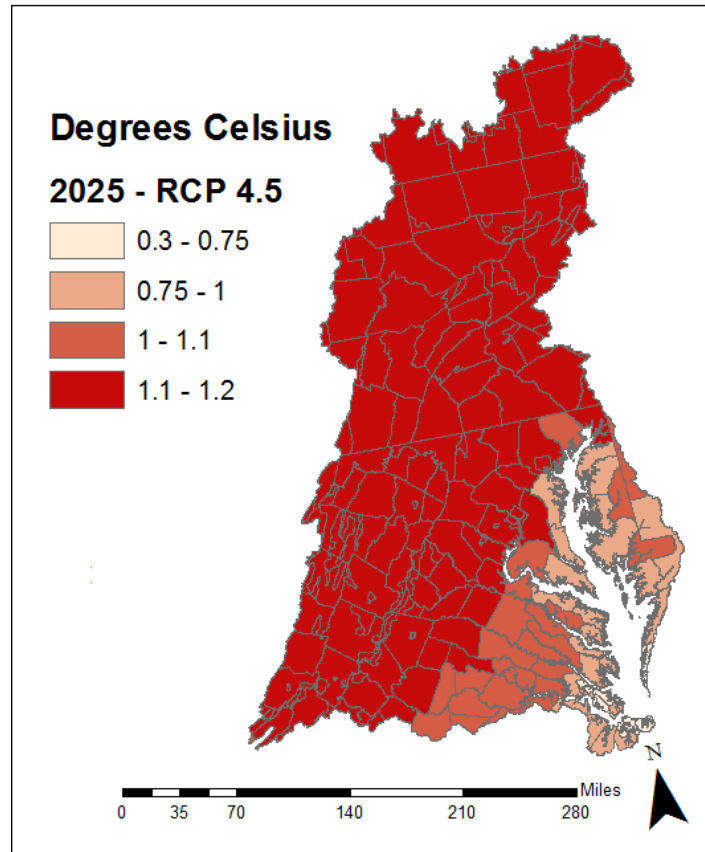 Degrees Celsius
2025 - RCP 4.5
0.3 - 0.75
0.75 - 1
1 - 1.1
1.1 - 1.2
N
Miles
0 35 70 140 210 280